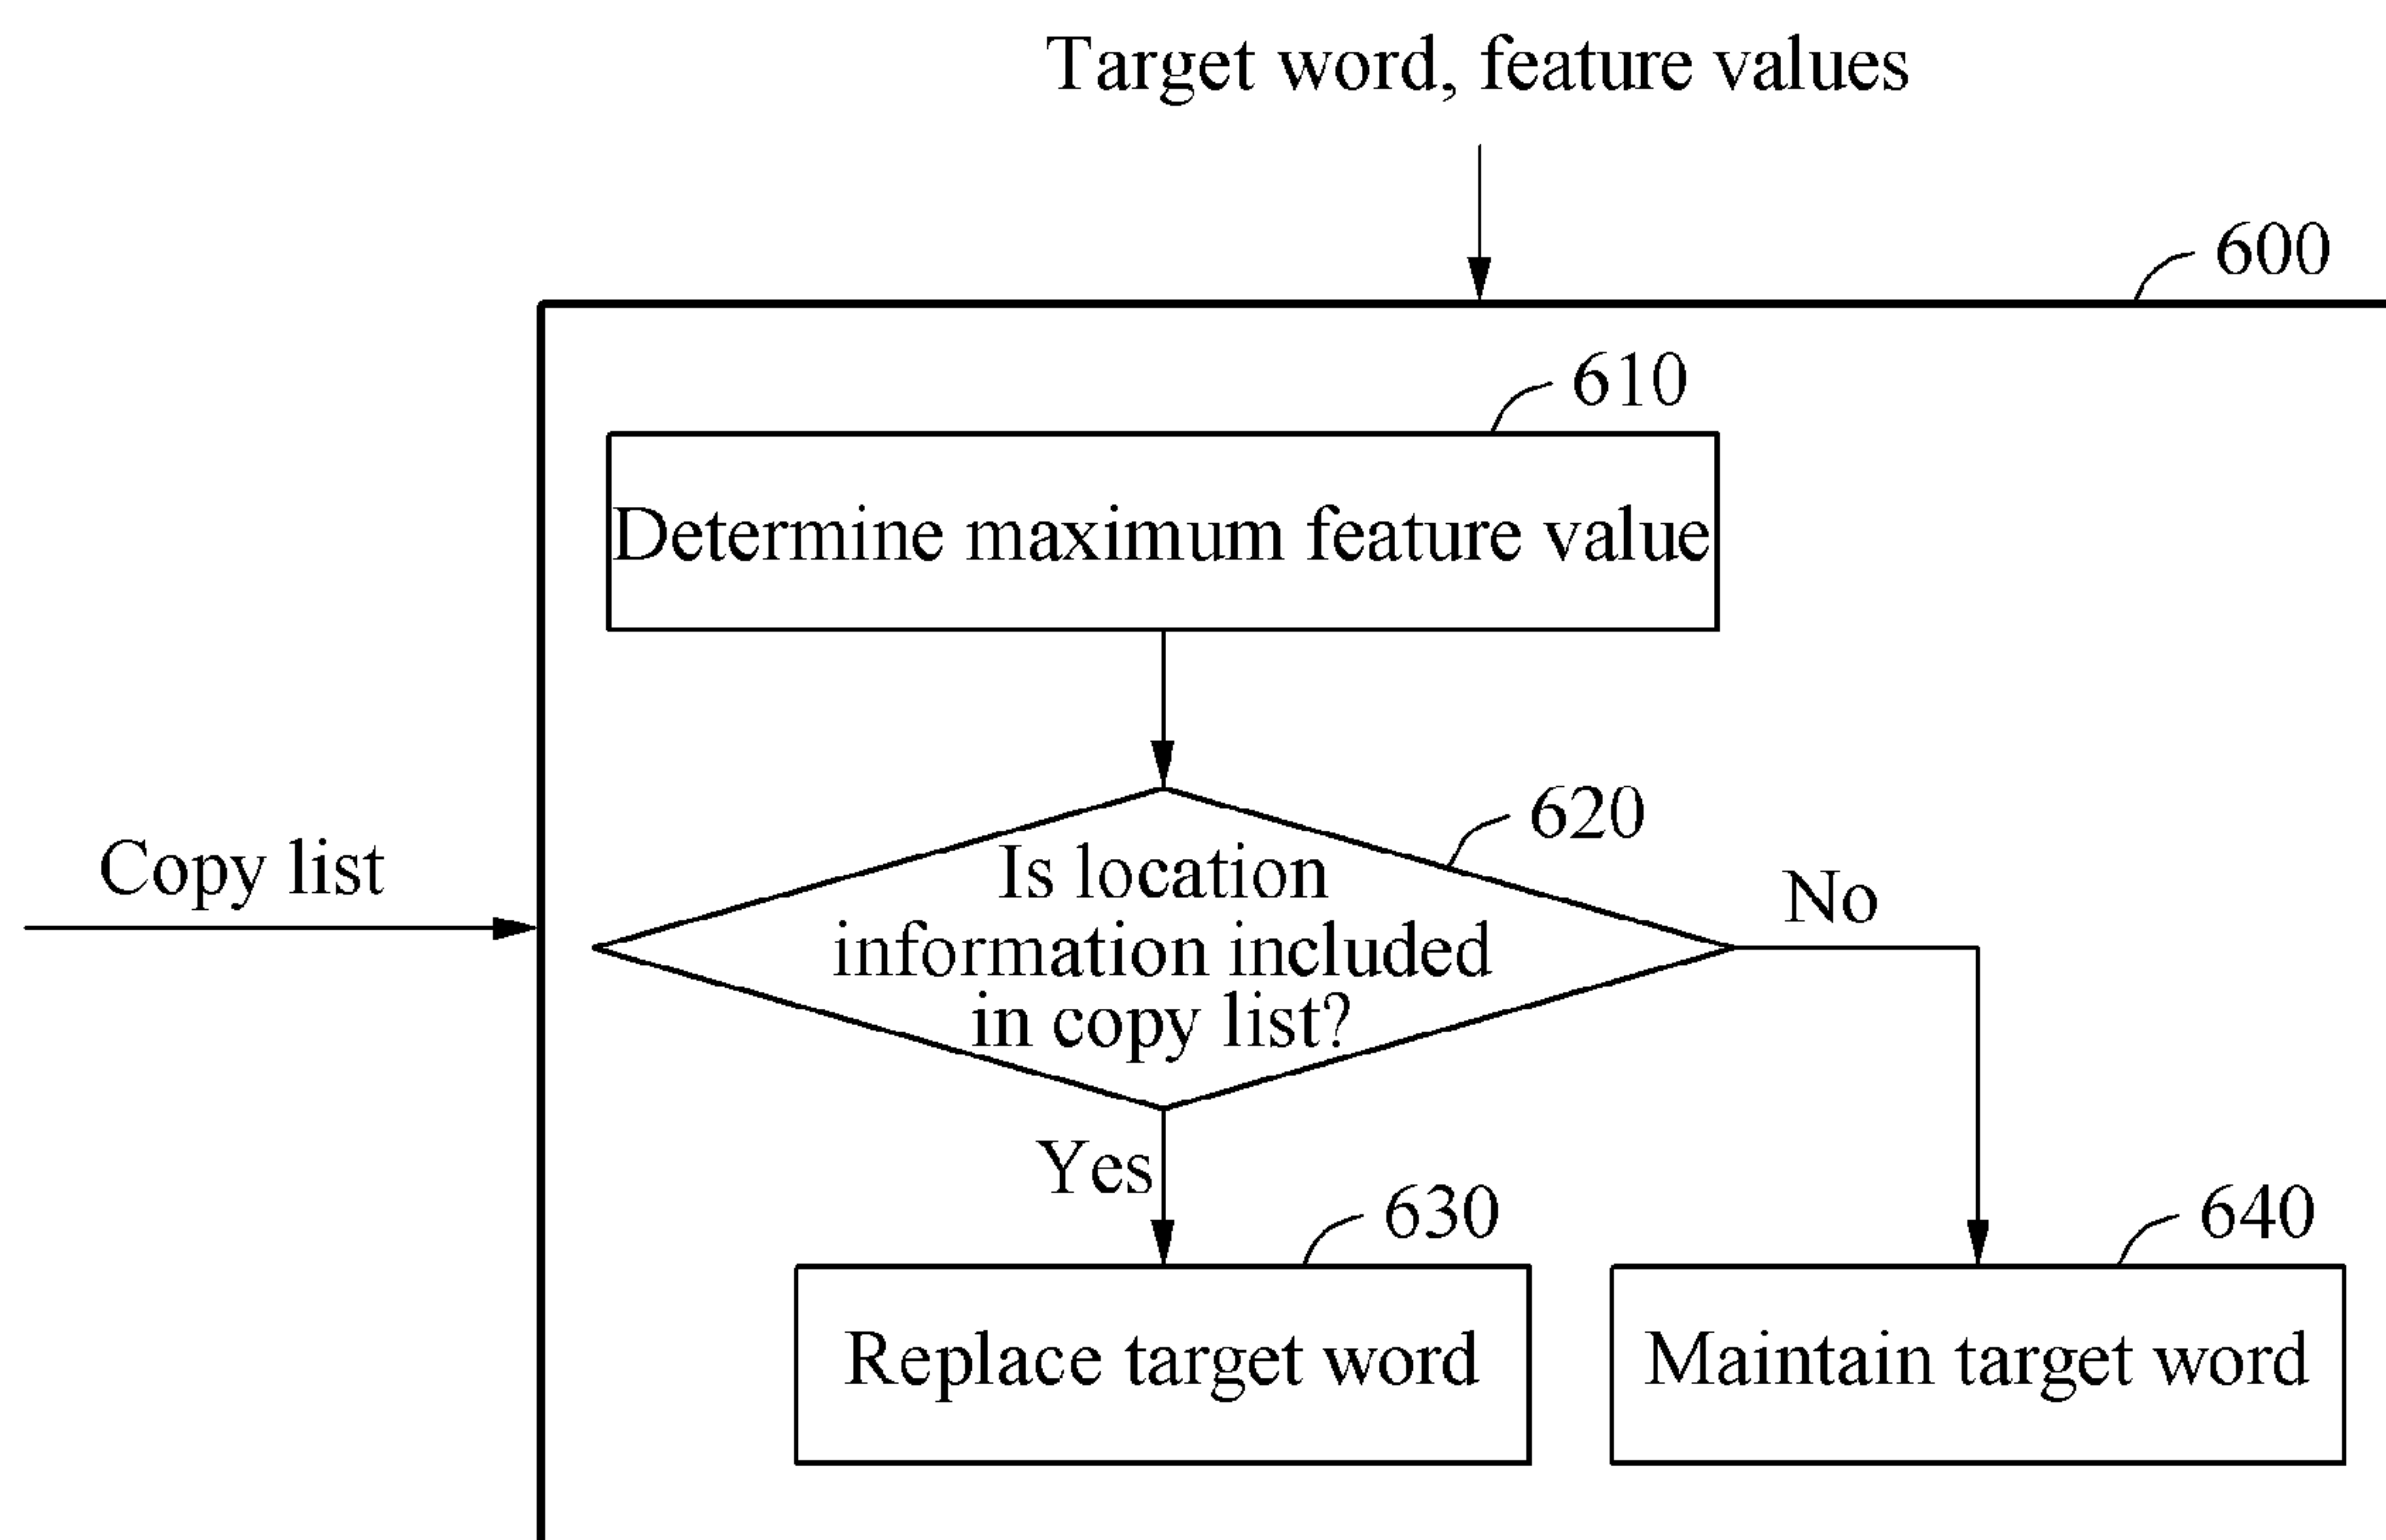 Target word, feature values
600
610
Determine maximum feature value
620
Copy list
Is location
information included
in copy list?
No
Yes
630
640
Replace target word
Maintain target word